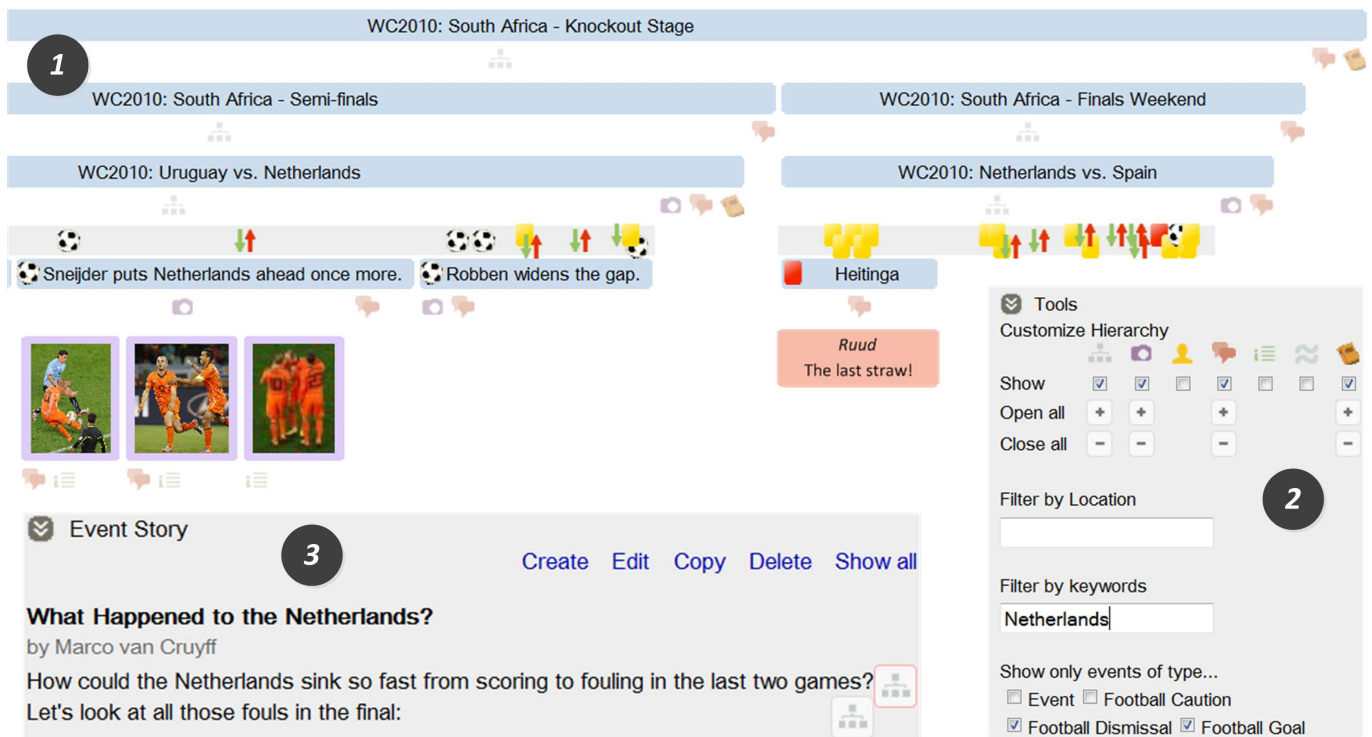 WC2010: South Africa - Knockout Stage
1
WC2010: South Africa - Semi-finals
WC2010: South Africa - Finals Weekend
WC2010: Uruguay vs. Netherlands
WC2010: Netherlands vs. Spain
Sneijder puts Netherlands ahead once more.
Robben widens the gap.
Heitinga
Ruud
The last straw!
Tools
Customize Hierarchy
Show
Open all
Close all
2
Filter by Location
Filter by keywords
Netherlands
Show only events of type...
Event Football Caution
Football Dismissal Football Goal
Event Story
3
Create Edit Copy Delete Show all
What Happened to the Netherlands?
by Marco van Cruyff
How could the Netherlands sink so fast from scoring to fouling in the last two games?
Let's look at all those fouls in the final: